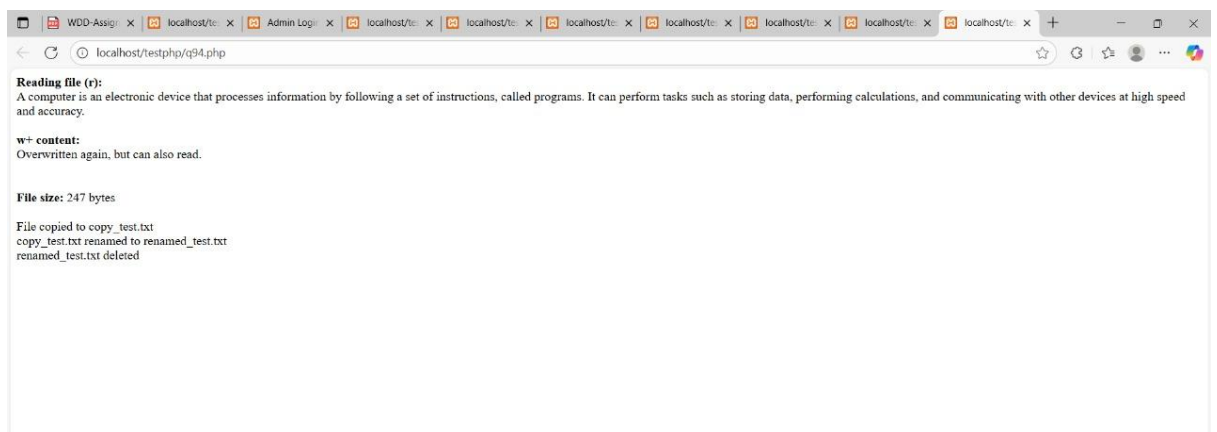 WDD-Assign
localhost/te
Admin Login
localhost/te
localhost/te
localhost/te
localhost/te
localhost/te
localhost/te
localhost/te
localhost/testphp/q94.php
Reading file (r):
A computer is an electronic device that processes information by following a set of instructions, called programs. It can perform tasks such as storing data, performing calculations, and communicating with other devices at high speed
and accuracy.
w+ content:
Overwritten again, but can also read.
File size: 247 bytes
File copied to copy_test.txt
copy_test.txt renamed to renamed_test.txt
renamed_test.txt deleted